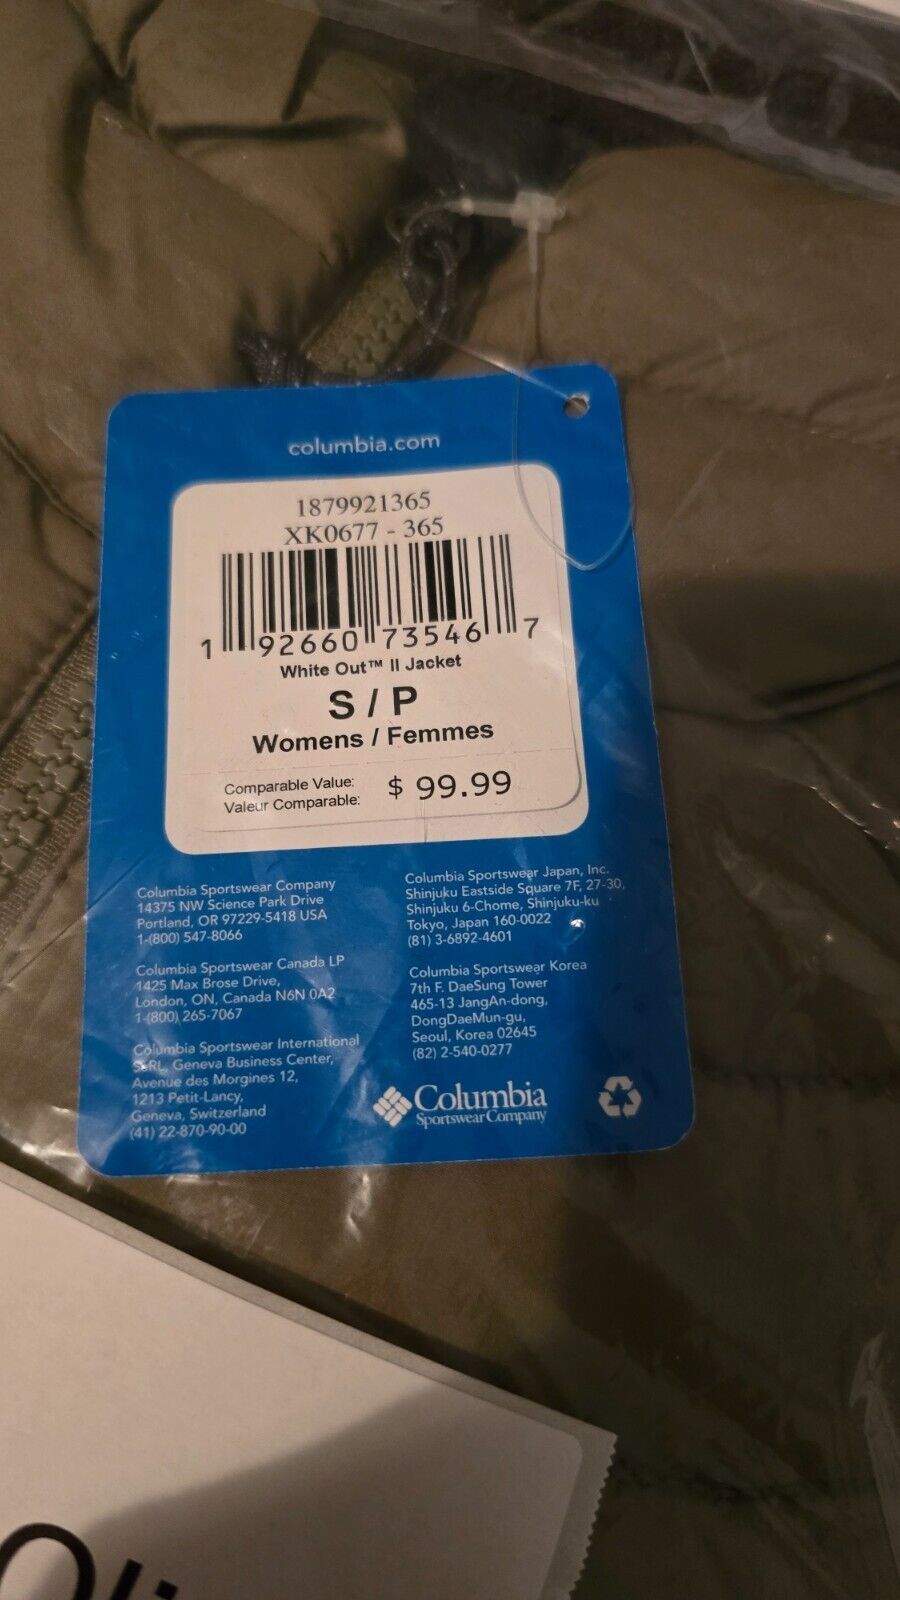 columbia.com
1879921365
XK0677 - 365
1 92660 73546 7
White Out™ II Jacket
S / P
Womens / Femmes
Comparable Value:
Valeur Comparable:
$ 99.99
Columbia Sportswear Company
14375 NW Science Park Drive
Portland, OR 97229-5418 USA
1-(800) 547-8066
Columbia Sportswear Canada LP
1425 Max Brose Drive,
London, ON, Canada N6N 0A2
1-(800) 265-7067
Columbia Sportswear International
SARL, Geneva Business Center,
Avenue des Morgines 12,
1213 Petit-Lancy,
Geneva, Switzerland
(41) 22-870-90-00
Columbia Sportswear Japan, Inc.
Shinjuku Eastside Square 7F, 27-30,
Shinjuku 6-Chome, Shinjuku-ku
Tokyo, Japan 160-0022
(81) 3-6892-4601
Columbia Sportswear Korea
7th F. DaeSung Tower
465-13 JangAn-dong,
DongDaeMun-gu,
Seoul, Korea 02645
(82) 2-540-0277
Columbia
Sportswear Company